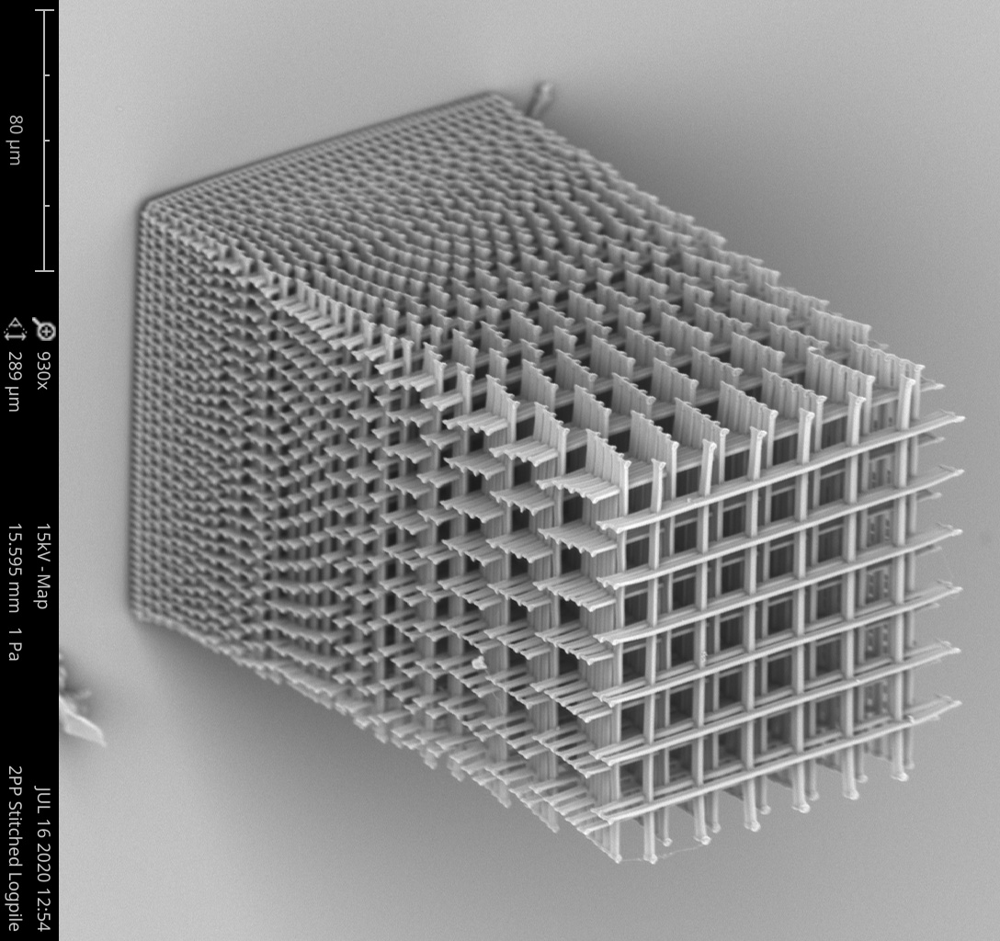 80 µm
930x
289 µm
15kV -Map
15.595 mm 1 Pa
JUL 16 2020 12:54
2PP Stitched Logpile